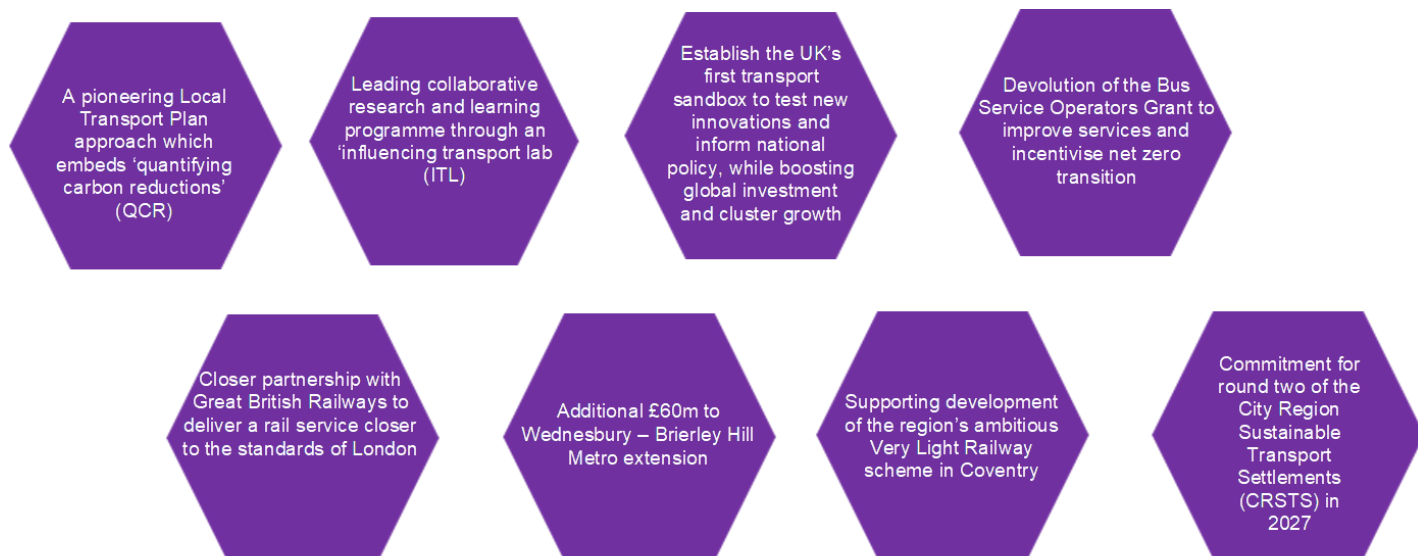 A pioneering Local
Transport Plan
approach which
embeds ‘quantifying
carbon reductions’
(QCR)
Leading collaborative
research and learning
programme through an
‘influencing transport lab
(ITL)
Establish the UK’s
first transport
sandbox to test new
innovations and
inform national
policy, while boosting
global investment
and cluster growth
Devolution of the Bus
Service Operators Grant to
improve services and
incentivise net zero
transition
Closer partnership with
Great British Railways to
deliver a rail service closer
to the standards of London
Additional £60m to
Wednesbury – Brierley Hill
Metro extension
Supporting development
of the region’s ambitious
Very Light Railway
scheme in Coventry
Commitment for
round two of the
City Region
Sustainable
Transport
Settlements
(CRSTS) in
2027